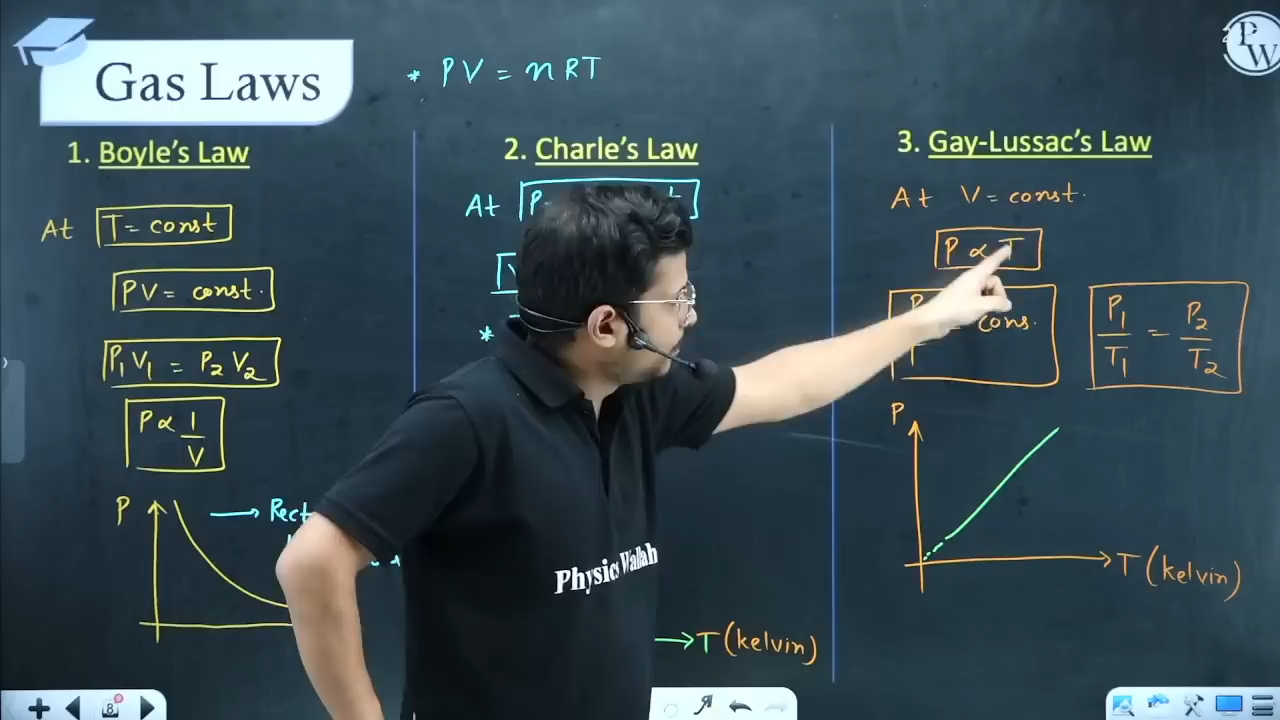 Gas Laws
* PV = nRT
PW
1. Boyle's Law
At T = const
PV = const.
P₁V₁ = P₂V₂
P ∝ 1/V
P
→ Rect
2. Charle's Law
At P
*
Physics Wallah
→ T (kelvin)
3. Gay-Lussac's Law
At V = const.
P ∝ T
P/T = cons.
P₁/T₁ = P₂/T₂
P
T (kelvin)
8